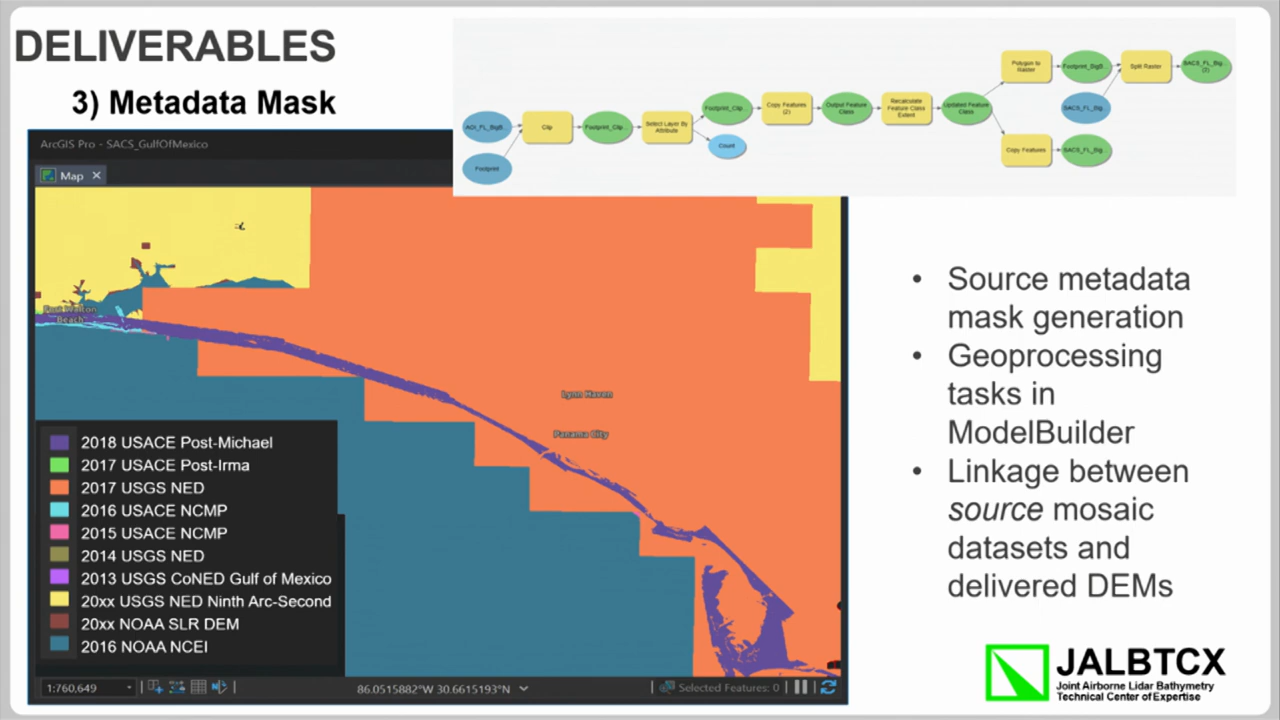 DELIVERABLES
3) Metadata Mask
AOI_FL_BigB...
Footprint
Clip
Footprint_Clip...
Select Layer By
Attribute
Footprint_Clip...
Count
Copy Features
(2)
Output Feature
Class
Recalculate
Feature Class
Extent
Updated Feature
Class
Polygon to
Raster
Footprint_BigB...
SACS_FL_Big...
Split Raster
SACS_FL_Big...
(2)
Copy Features
SACS_FL_Big...
ArcGIS Pro - SACS_GulfOfMexico
Map
Fort Walton
Beach
Lynn Haven
Panama City
2018 USACE Post-Michael
2017 USACE Post-Irma
2017 USGS NED
2016 USACE NCMP
2015 USACE NCMP
2014 USGS NED
2013 USGS CoNED Gulf of Mexico
20xx USGS NED Ninth Arc-Second
20xx NOAA SLR DEM
2016 NOAA NCEI
1:760,649
86.0515882°W 30.6615193°N
Selected Features: 0
• Source metadata
mask generation
• Geoprocessing
tasks in
ModelBuilder
• Linkage between
source mosaic
datasets and
delivered DEMs
JALBTCX
Joint Airborne Lidar Bathymetry
Technical Center of Expertise